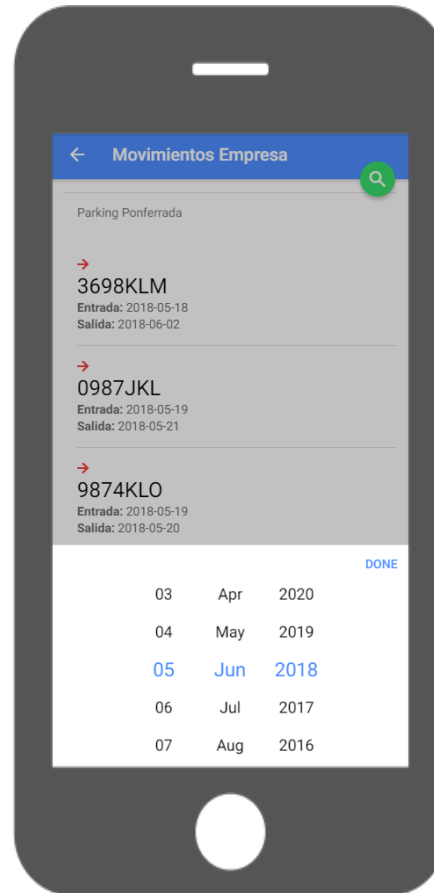 Movimientos Empresa
Parking Ponferrada
3698KLM
Entrada: 2018-05-18
Salida: 2018-06-02
0987JKL
Entrada: 2018-05-19
Salida: 2018-05-21
9874KLO
Entrada: 2018-05-19
Salida: 2018-05-20
DONE
03 Apr 2020
04 May 2019
05 Jun 2018
06 Jul 2017
07 Aug 2016